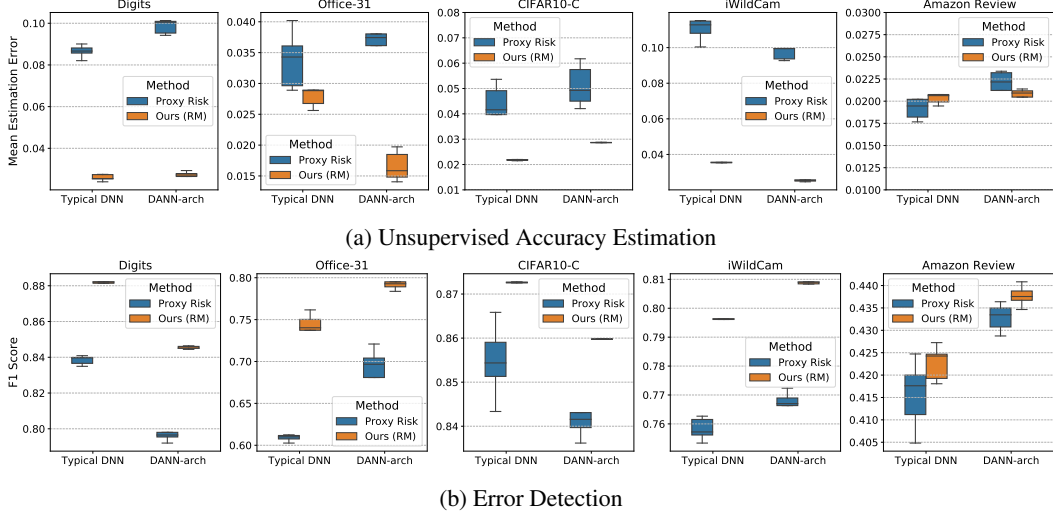 Digits
Mean Estimation Error
0.10
0.08
0.06
0.04
Method
Proxy Risk
Ours (RM)
Typical DNN
DANN-arch
Office-31
0.040
0.035
0.030
0.025
0.020
0.015
Method
Proxy Risk
Ours (RM)
Typical DNN
DANN-arch
CIFAR10-C
0.08
0.07
0.06
0.05
0.04
0.03
0.02
0.01
Method
Proxy Risk
Ours (RM)
Typical DNN
DANN-arch
iWildCam
0.10
0.08
0.06
0.04
Method
Proxy Risk
Ours (RM)
Typical DNN
DANN-arch
Amazon Review
0.0300
0.0275
0.0250
0.0225
0.0200
0.0175
0.0150
0.0125
0.0100
Method
Proxy Risk
Ours (RM)
Typical DNN
DANN-arch
(a) Unsupervised Accuracy Estimation
Digits
F1 Score
0.88
0.86
0.84
0.82
0.80
Method
Proxy Risk
Ours (RM)
Typical DNN
DANN-arch
Office-31
0.80
0.75
0.70
0.65
0.60
Method
Proxy Risk
Ours (RM)
Typical DNN
DANN-arch
CIFAR10-C
0.87
0.86
0.85
0.84
Method
Proxy Risk
Ours (RM)
Typical DNN
DANN-arch
iWildCam
0.81
0.80
0.79
0.78
0.77
0.76
Method
Proxy Risk
Ours (RM)
Typical DNN
DANN-arch
Amazon Review
0.440
0.435
0.430
0.425
0.420
0.415
0.410
0.405
Method
Proxy Risk
Ours (RM)
Typical DNN
DANN-arch
(b) Error Detection